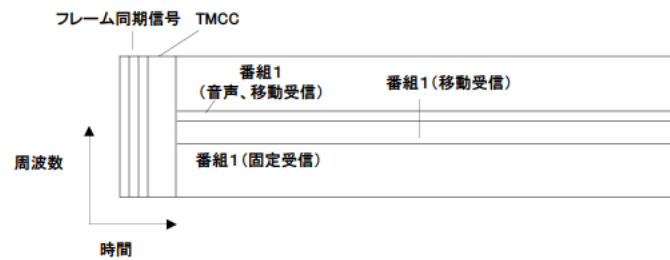 フレーム同期信号 TMCC
番組1
(音声、移動受信)
番組1(移動受信)
周波数
番組1(固定受信)
時間